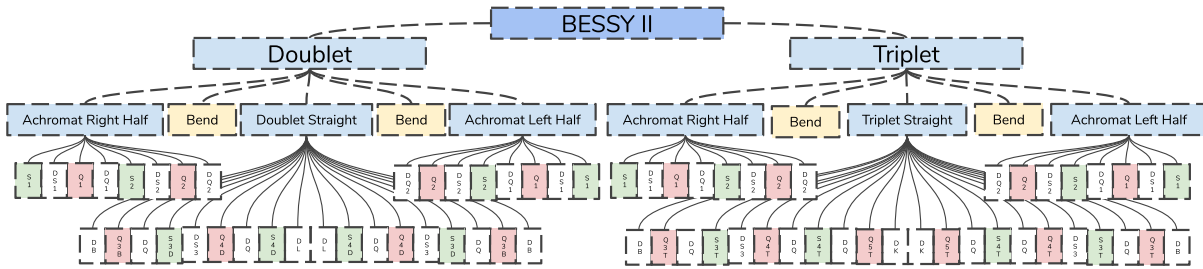 BESSY II
Doublet Triplet
Achromat Right Half Bend Doublet Straight Bend Achromat Left Half Achromat Right Half Bend Triplet Straight Bend Achromat Left Half
S1 DS1 Q1 DQ1 S2 DS2 Q2 DQ2 DQ2 Q2 DS2 S2 DQ1 Q1 DS1 S1 S1 DS1 Q1 DQ1 S2 DS2 Q2 DQ2 DQ2 Q2 DS2 S2 DQ1 Q1 DS1 S1
DB Q3B DQ S3D DS3 Q4D DQ S4D DL DL S4D DQ Q4D DS3 S3D DQ Q3B DB DB Q3T DQ S3T DS3 Q4T DQ S4T DQ Q5T DK DK Q5T DQ S4T DQ Q4T DS3 S3T DQ Q3T DB